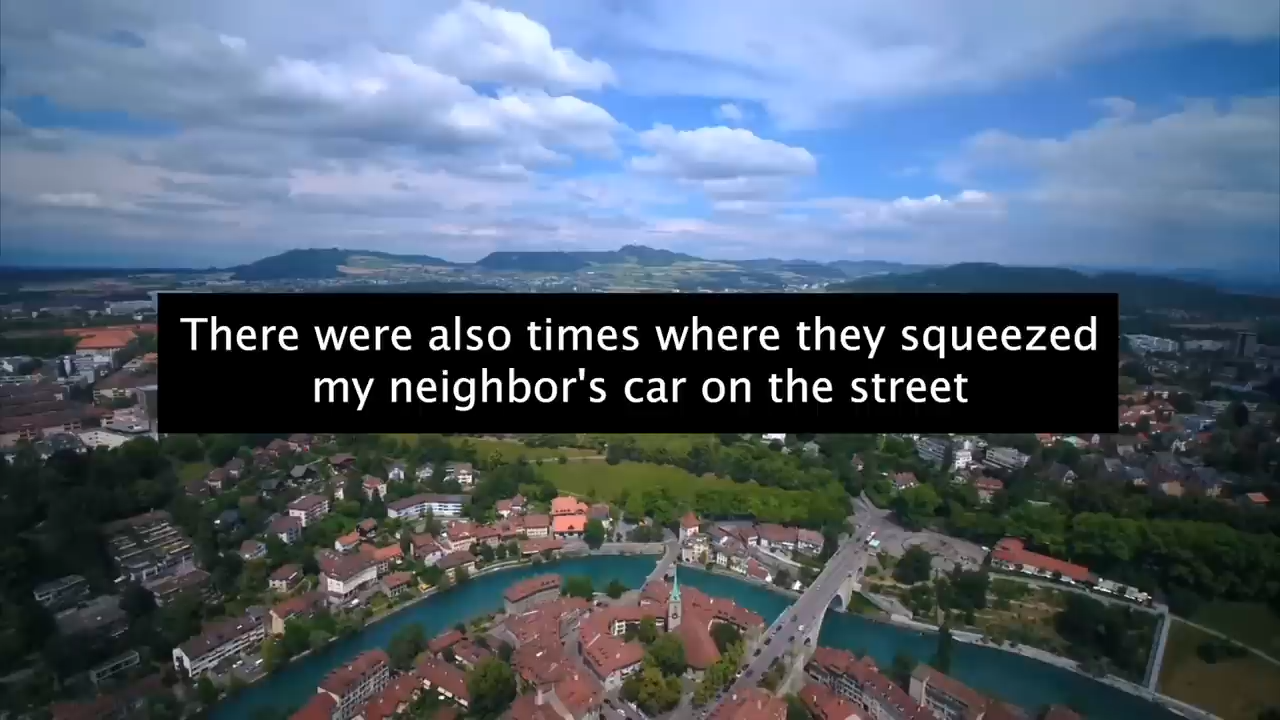 There were also times where they squeezed
my neighbor's car on the street